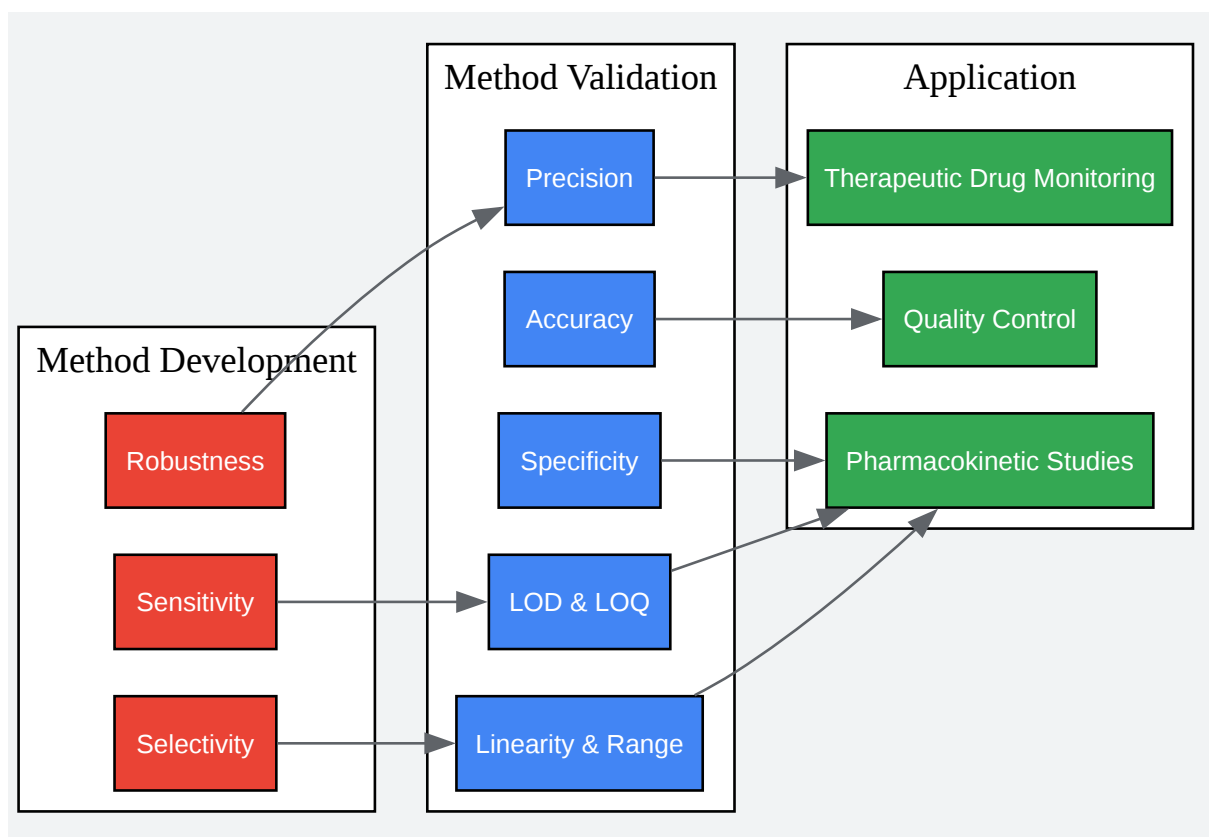 Method Development
Robustness
Sensitivity
Selectivity
Method Validation
Precision
Accuracy
Specificity
LOD & LOQ
Linearity & Range
Application
Therapeutic Drug Monitoring
Quality Control
Pharmacokinetic Studies